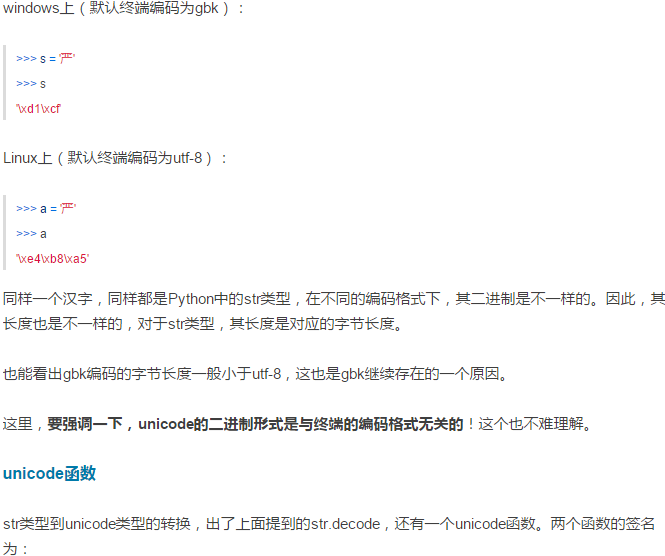 windows上（默认终端编码为gbk）：
>>> s = '严'
>>> s
'\xd1\xcf'
Linux上（默认终端编码为utf-8）：
>>> a = '严'
>>> a
'\xe4\xb8\xa5'
同样一个汉字，同样都是Python中的str类型，在不同的编码格式下，其二进制是不一样的。因此，其
长度也是不一样的，对于str类型，其长度是对应的字节长度。
也能看出gbk编码的字节长度一般小于utf-8，这也是gbk继续存在的一个原因。
这里，要强调一下，unicode的二进制形式是与终端的编码格式无关的！这个也不难理解。
unicode函数
str类型到unicode类型的转换，出了上面提到的str.decode，还有一个unicode函数。两个函数的签名
为：